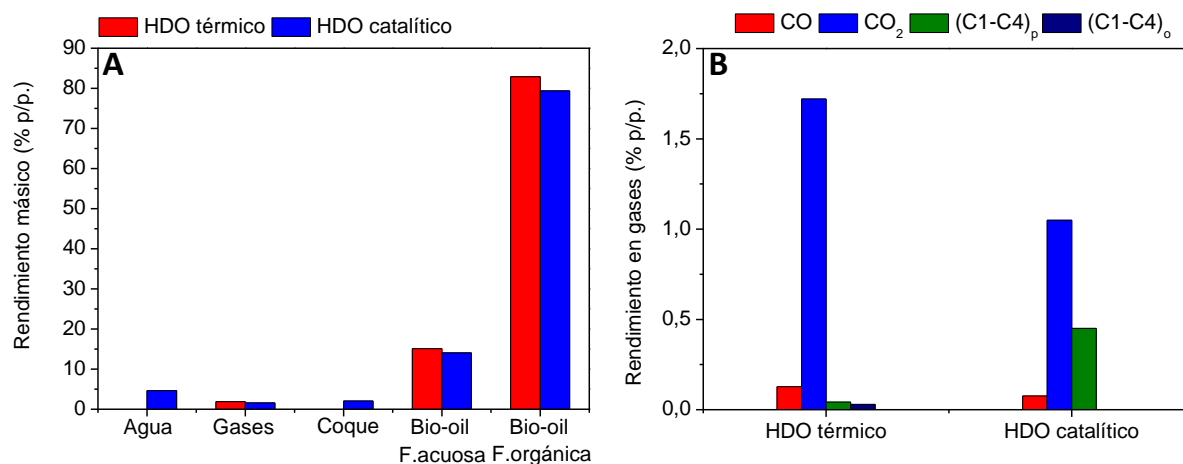 HDO térmico HDO catalítico
A
Rendimiento másico (% p/p.)
90
80
70
60
50
40
30
20
10
0
Agua Gases Coque Bio-oil Bio-oil
F.acuosa F.orgánica
CO CO2 (C1-C4)p (C1-C4)o
B
Rendimiento en gases (% p/p.)
2,0
1,5
1,0
0,5
0,0
HDO térmico HDO catalítico